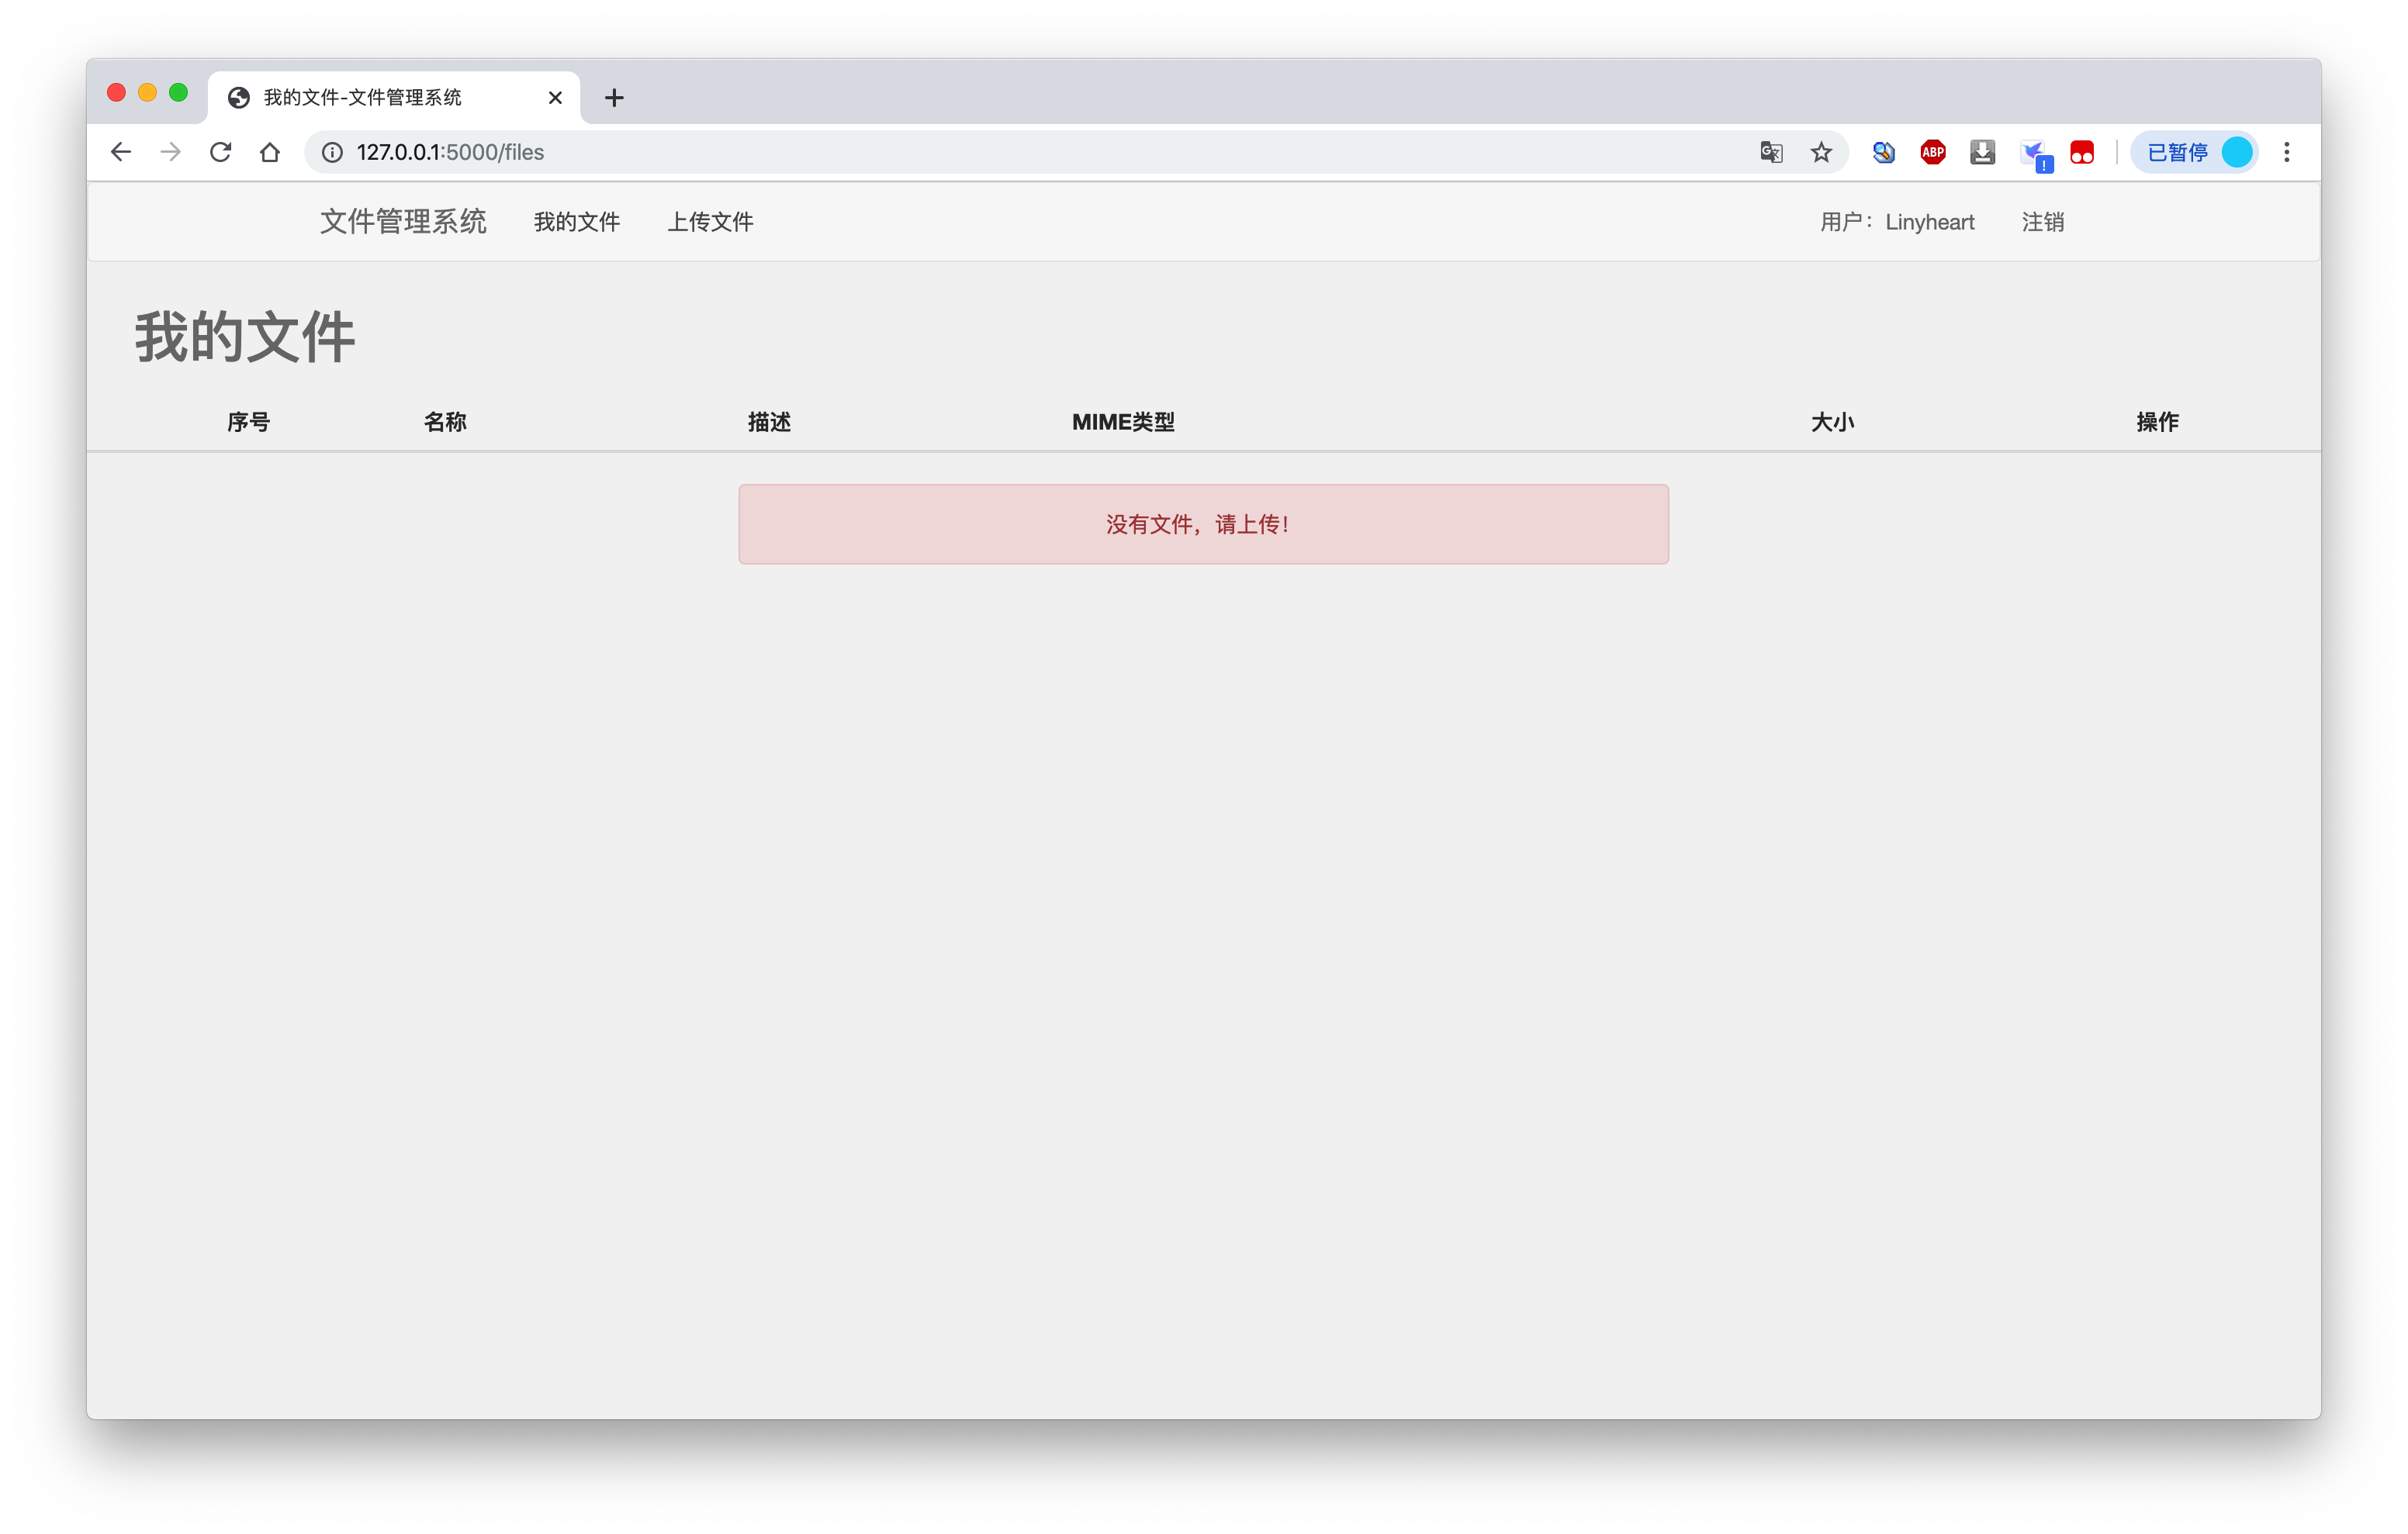 我的文件-文件管理系统
127.0.0.1:5000/files
ABP
已暂停
文件管理系统 我的文件 上传文件 用户：Linyheart 注销
我的文件
序号 名称 描述 MIME类型 大小 操作
没有文件，请上传！